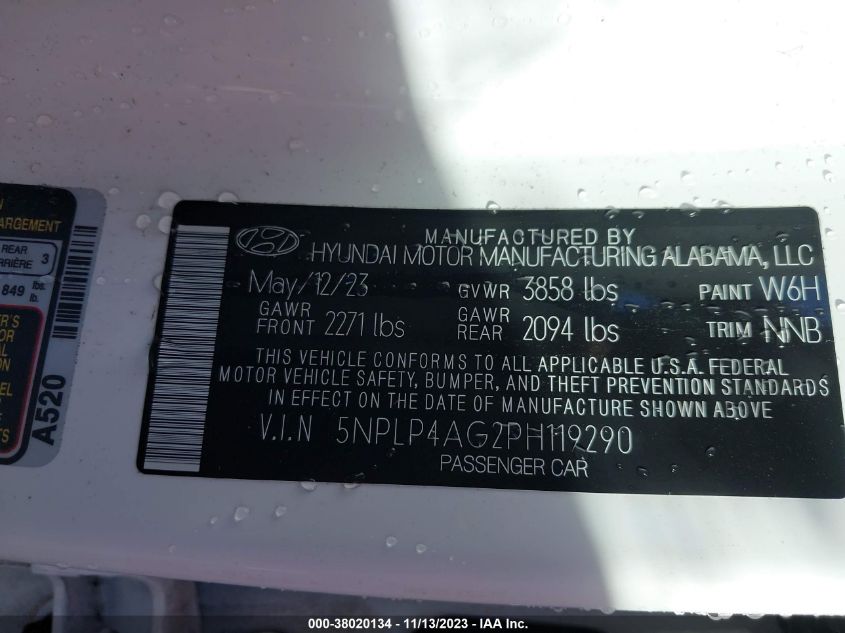 N
ARGEMENT
REAR 3
RRIÈRE
849 lbs.
lb.
A520
MANUFACTURED BY
HYUNDAI MOTOR MANUFACTURING ALABAMA, LLC
May/12/23 GVWR 3858 lbs PAINT W6H
GAWR FRONT 2271 lbs GAWR REAR 2094 lbs TRIM NNB
THIS VEHICLE CONFORMS TO ALL APPLICABLE U.S.A. FEDERAL
MOTOR VEHICLE SAFETY, BUMPER, AND THEFT PREVENTION STANDARDS
IN EFFECT ON THE DATE OF MANUFACTURE SHOWN ABOVE
V.I.N 5NPLP4AG2PH119290
PASSENGER CAR
000-38020134 - 11/13/2023 - IAAI Inc.